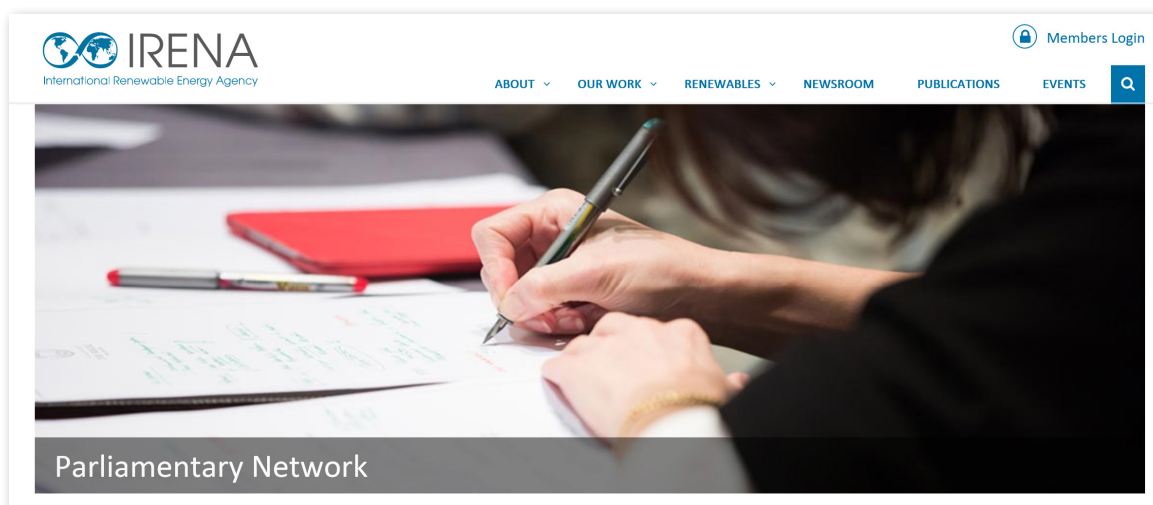 IRENA
International Renewable Energy Agency
Members Login
ABOUT OUR WORK RENEWABLES NEWSROOM PUBLICATIONS EVENTS
Parliamentary Network